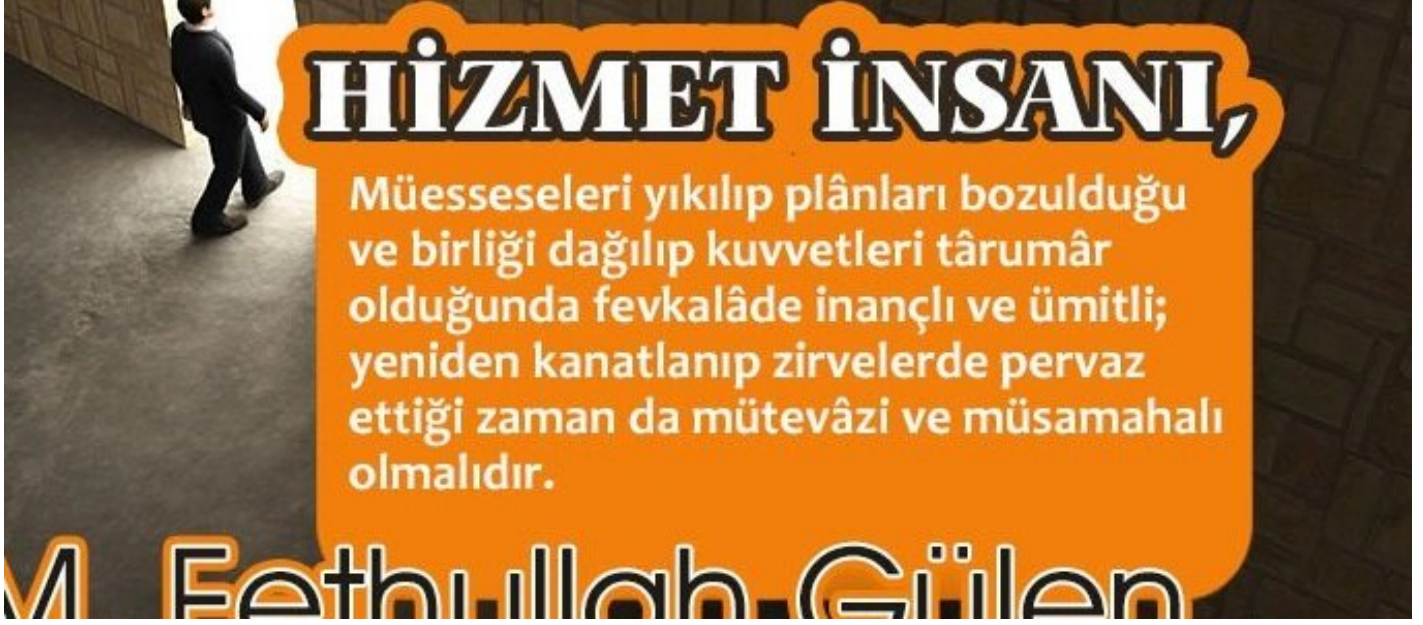 HİZMET İNSANI,
Müesseseleri yıkılıp plânları bozulduğu
ve birliği dağılıp kuvvetleri târumâr
olduğunda fevkalâde inançlı ve ümitli;
yeniden kanatlanıp zirvelerde pervaz
ettiği zaman da mütevâzi ve müsamahalı
olmalıdır.
M. Fethullah Gülen